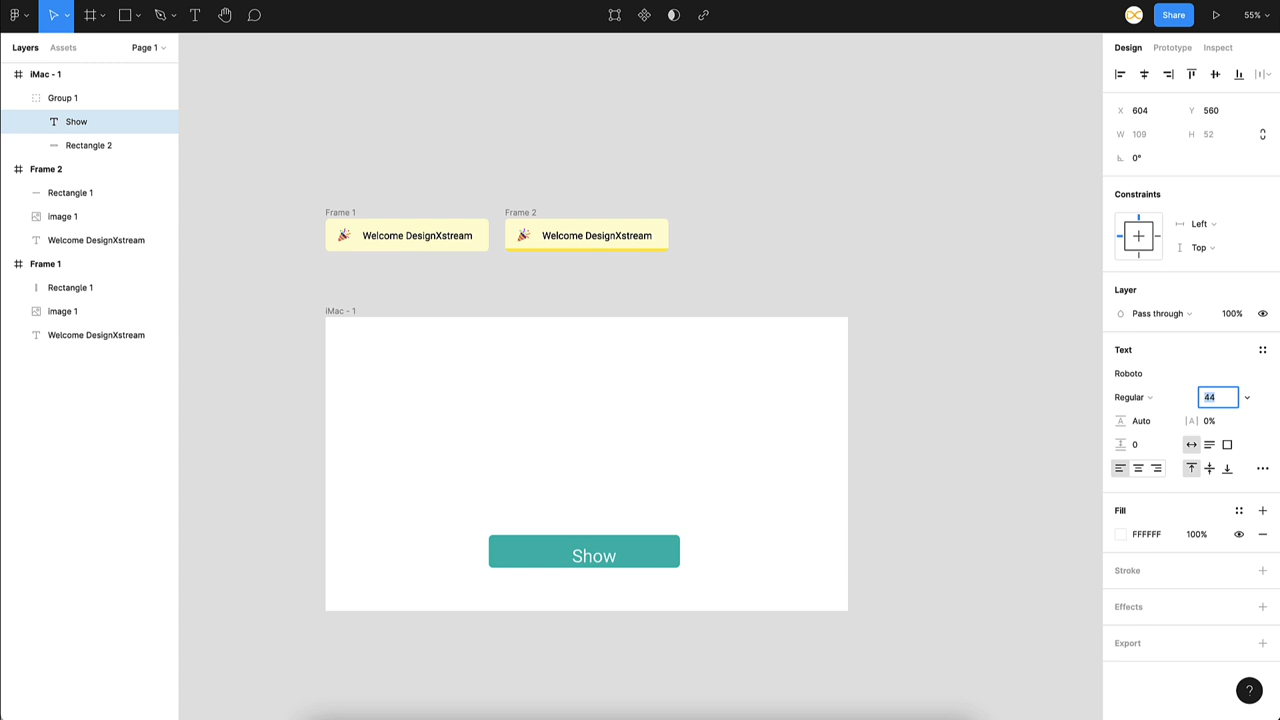 Share
55%
Layers
Assets
Page 1
iMac - 1
Group 1
Show
Rectangle 2
Frame 2
Rectangle 1
image 1
Welcome DesignXstream
Frame 1
Rectangle 1
image 1
Welcome DesignXstream
Frame 1
Welcome DesignXstream
Frame 2
Welcome DesignXstream
iMac - 1
Show
Design
Prototype
Inspect
X 604
Y 560
W 109
H 52
0°
Constraints
Left
Top
Layer
Pass through
100%
Text
Roboto
Regular
44
Auto
|A| 0%
0
Fill
FFFFFF
100%
Stroke
Effects
Export
?